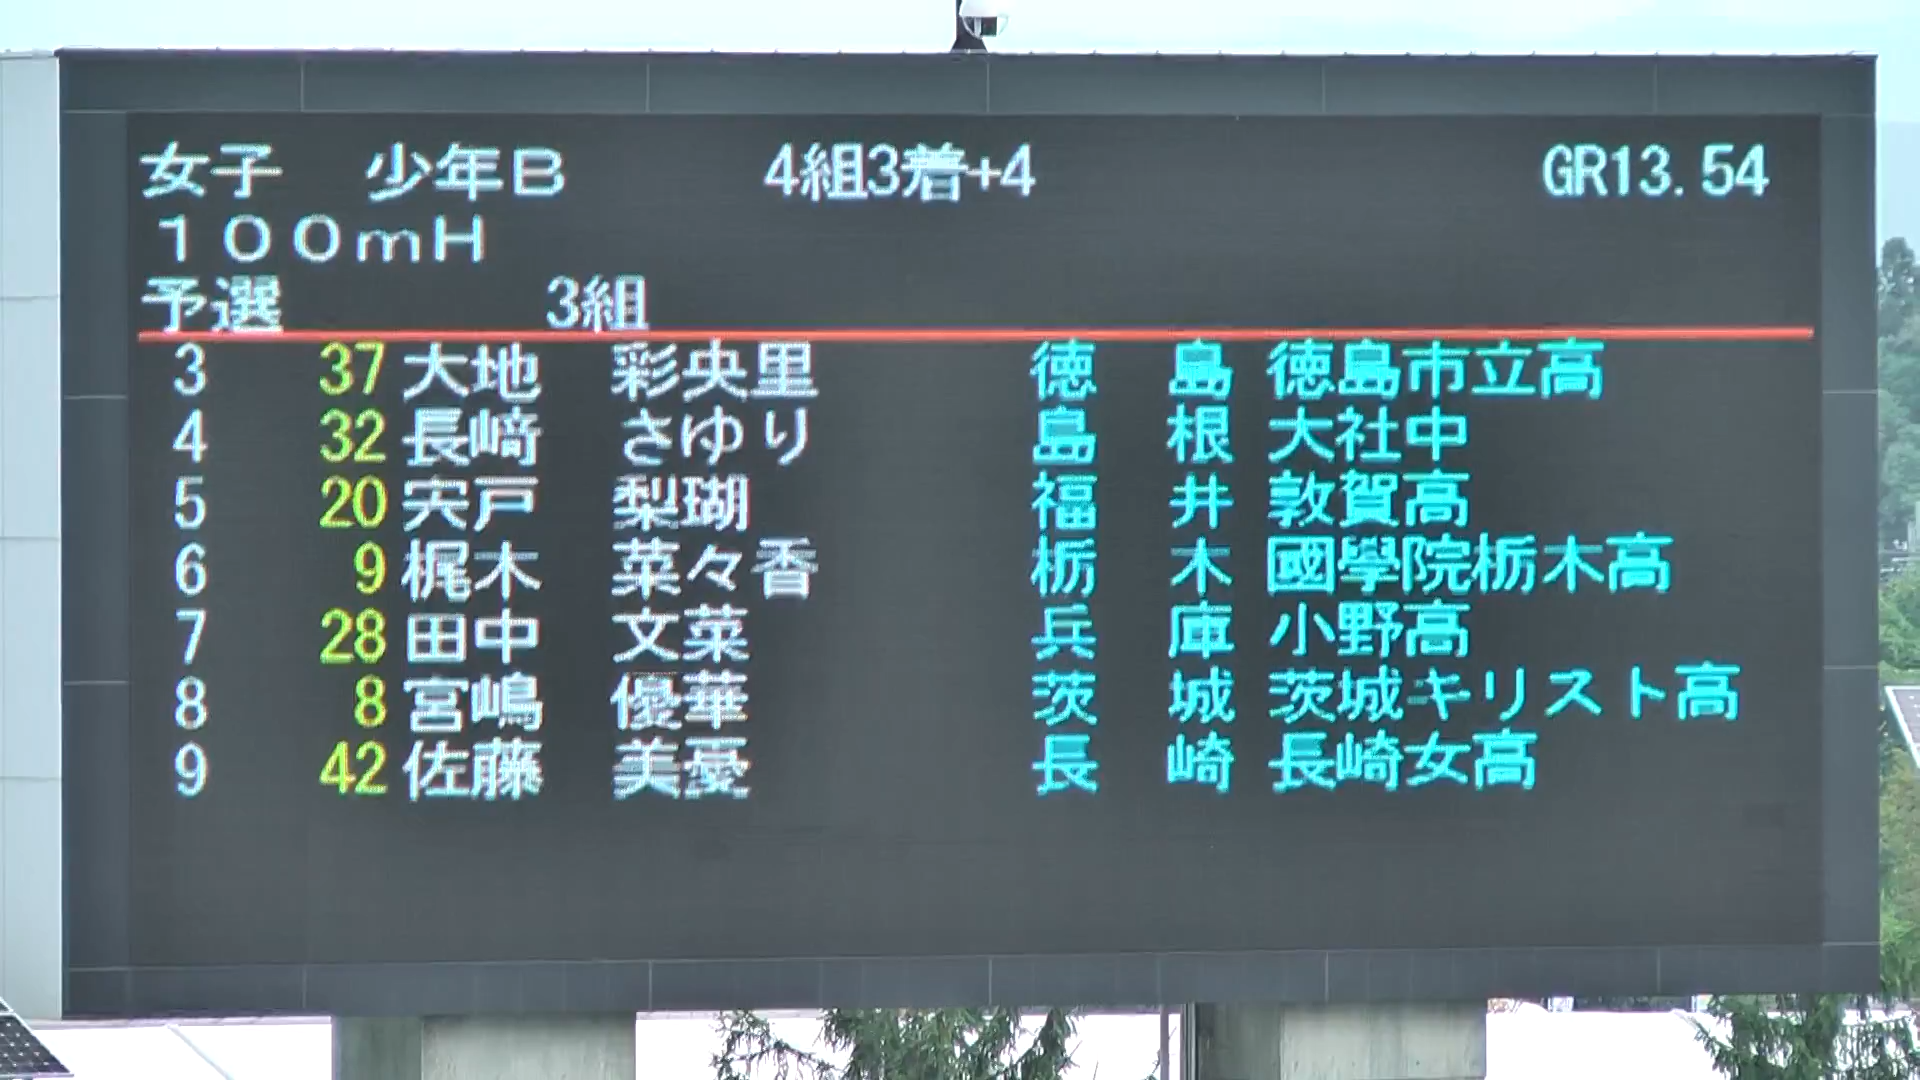 女子 少年B 4組3着+4 GR13.54
100mH
予選 3組
3 37 大地 彩央里 徳島 徳島市立高
4 32 長﨑 さゆり 島根 大社中
5 20 宍戸 梨瑚 福井 敦賀高
6 9 梶木 菜々香 栃木 國學院栃木高
7 28 田中 文菜 兵庫 小野高
8 8 宮嶋 優華 茨城 茨城キリスト高
9 42 佐藤 美憂 長崎 長崎女高